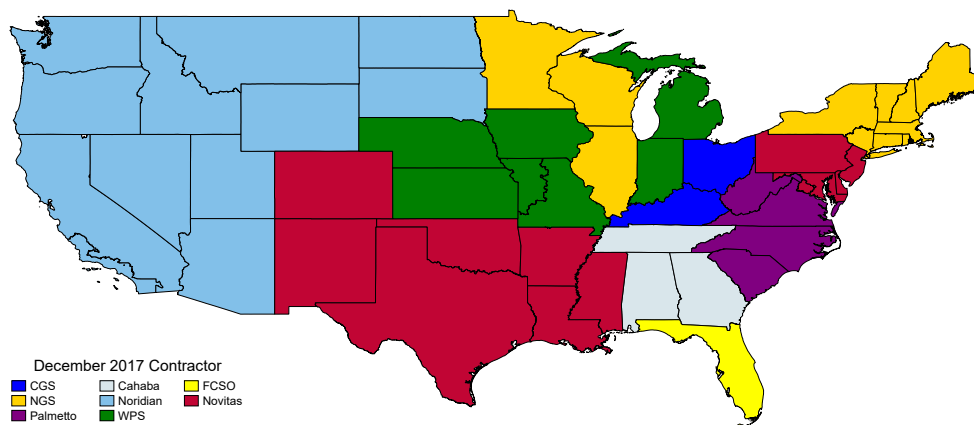 December 2017 Contractor
CGS Cahaba FCSO
NGS Noridian Novitas
Palmetto WPS